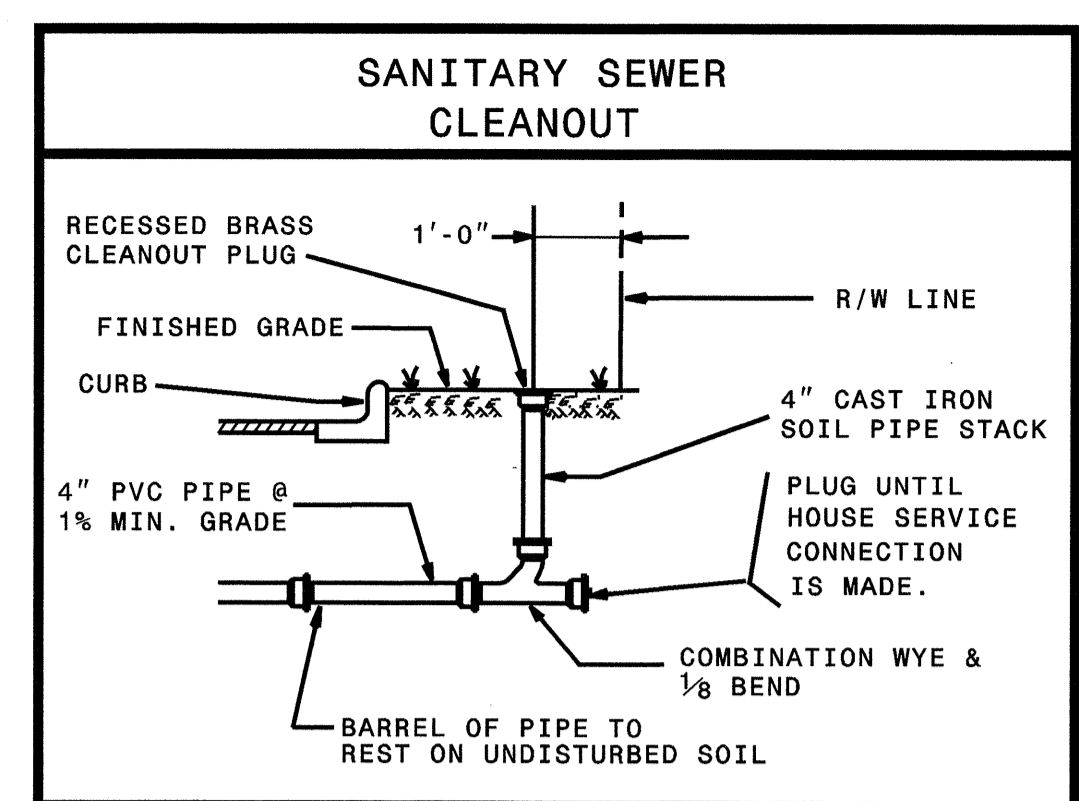 SANITARY SEWER
CLEANOUT
RECESSED BRASS
CLEANOUT PLUG
1'-0"
R/W LINE
FINISHED GRADE
CURB
4" CAST IRON
SOIL PIPE STACK
4" PVC PIPE @
1% MIN. GRADE
PLUG UNTIL
HOUSE SERVICE
CONNECTION
IS MADE.
COMBINATION WYE &
1/8 BEND
BARREL OF PIPE TO
REST ON UNDISTURBED SOIL